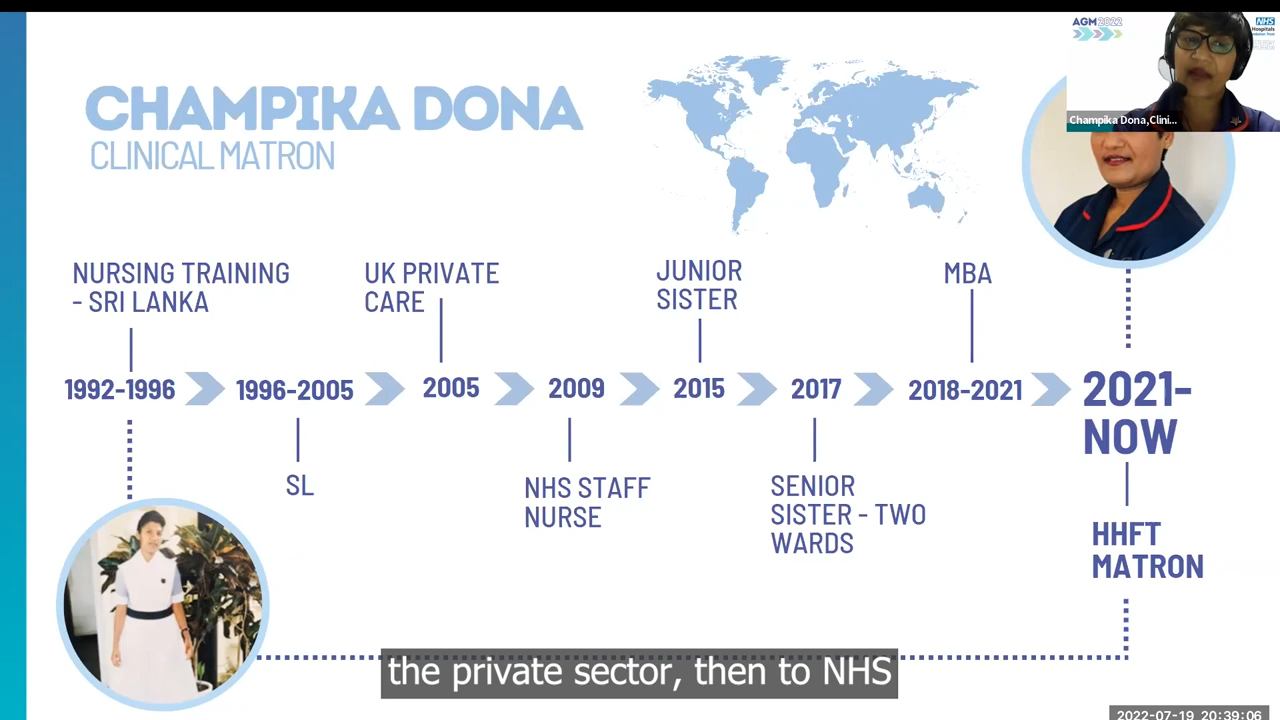 AGM2022
NHS
Hospitals
CHAMPIKA DONA
CLINICAL MATRON
Champika Dona,Clini...
NURSING TRAINING
- SRI LANKA
UK PRIVATE
CARE
JUNIOR
SISTER
MBA
1992-1996
1996-2005
2005
2009
2015
2017
2018-2021
2021-
NOW
SL
NHS STAFF
NURSE
SENIOR
SISTER - TWO
WARDS
HHFT
MATRON
the private sector, then to NHS
2022-07-19 20:39:06